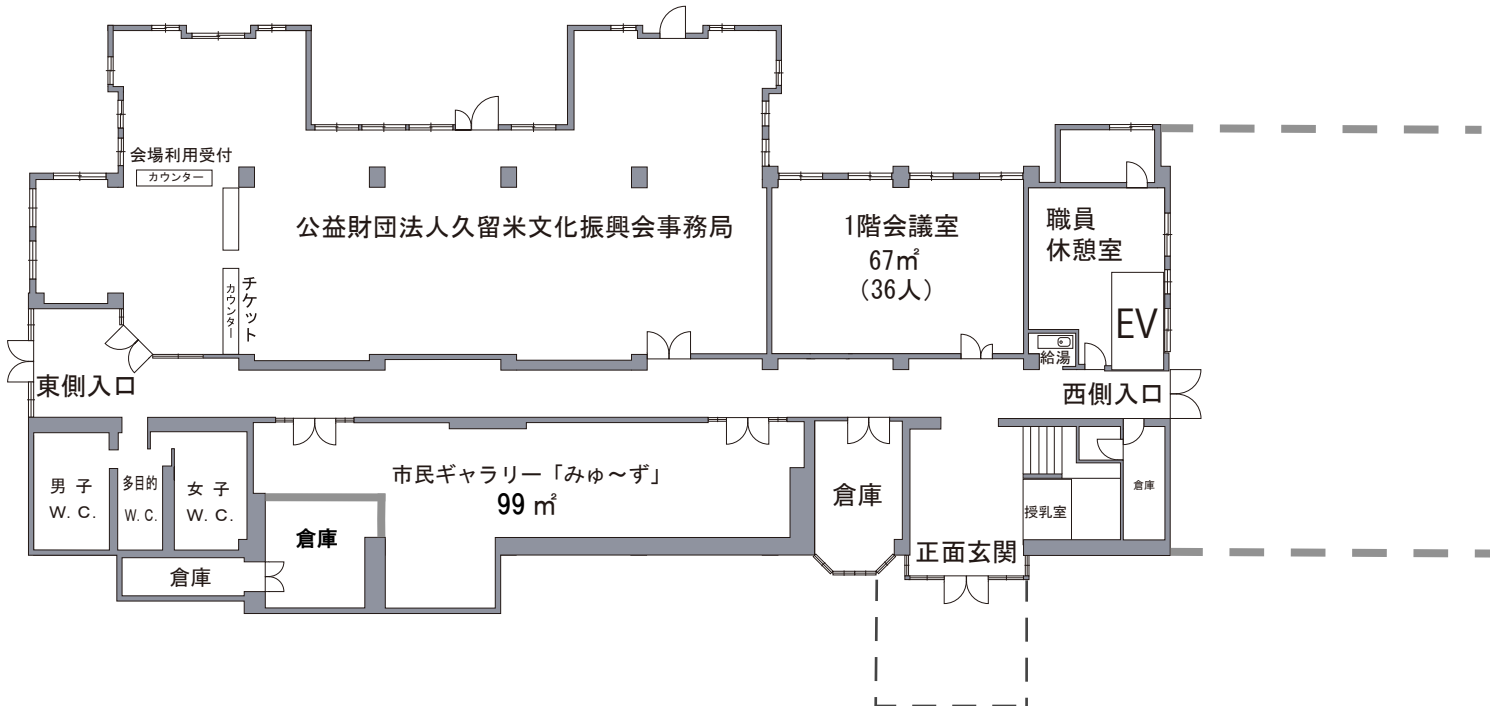 会場利用受付
カウンター
公益財団法人久留米文化振興会事務局
チケット
カウンター
1階会議室
67㎡
(36人)
職員
休憩室
EV
給湯
東側入口
西側入口
男子
W.C.
多目的
W.C.
女子
W.C.
倉庫
倉庫
市民ギャラリー「みゅ～ず」
99 ㎡
倉庫
正面玄関
授乳室
倉庫